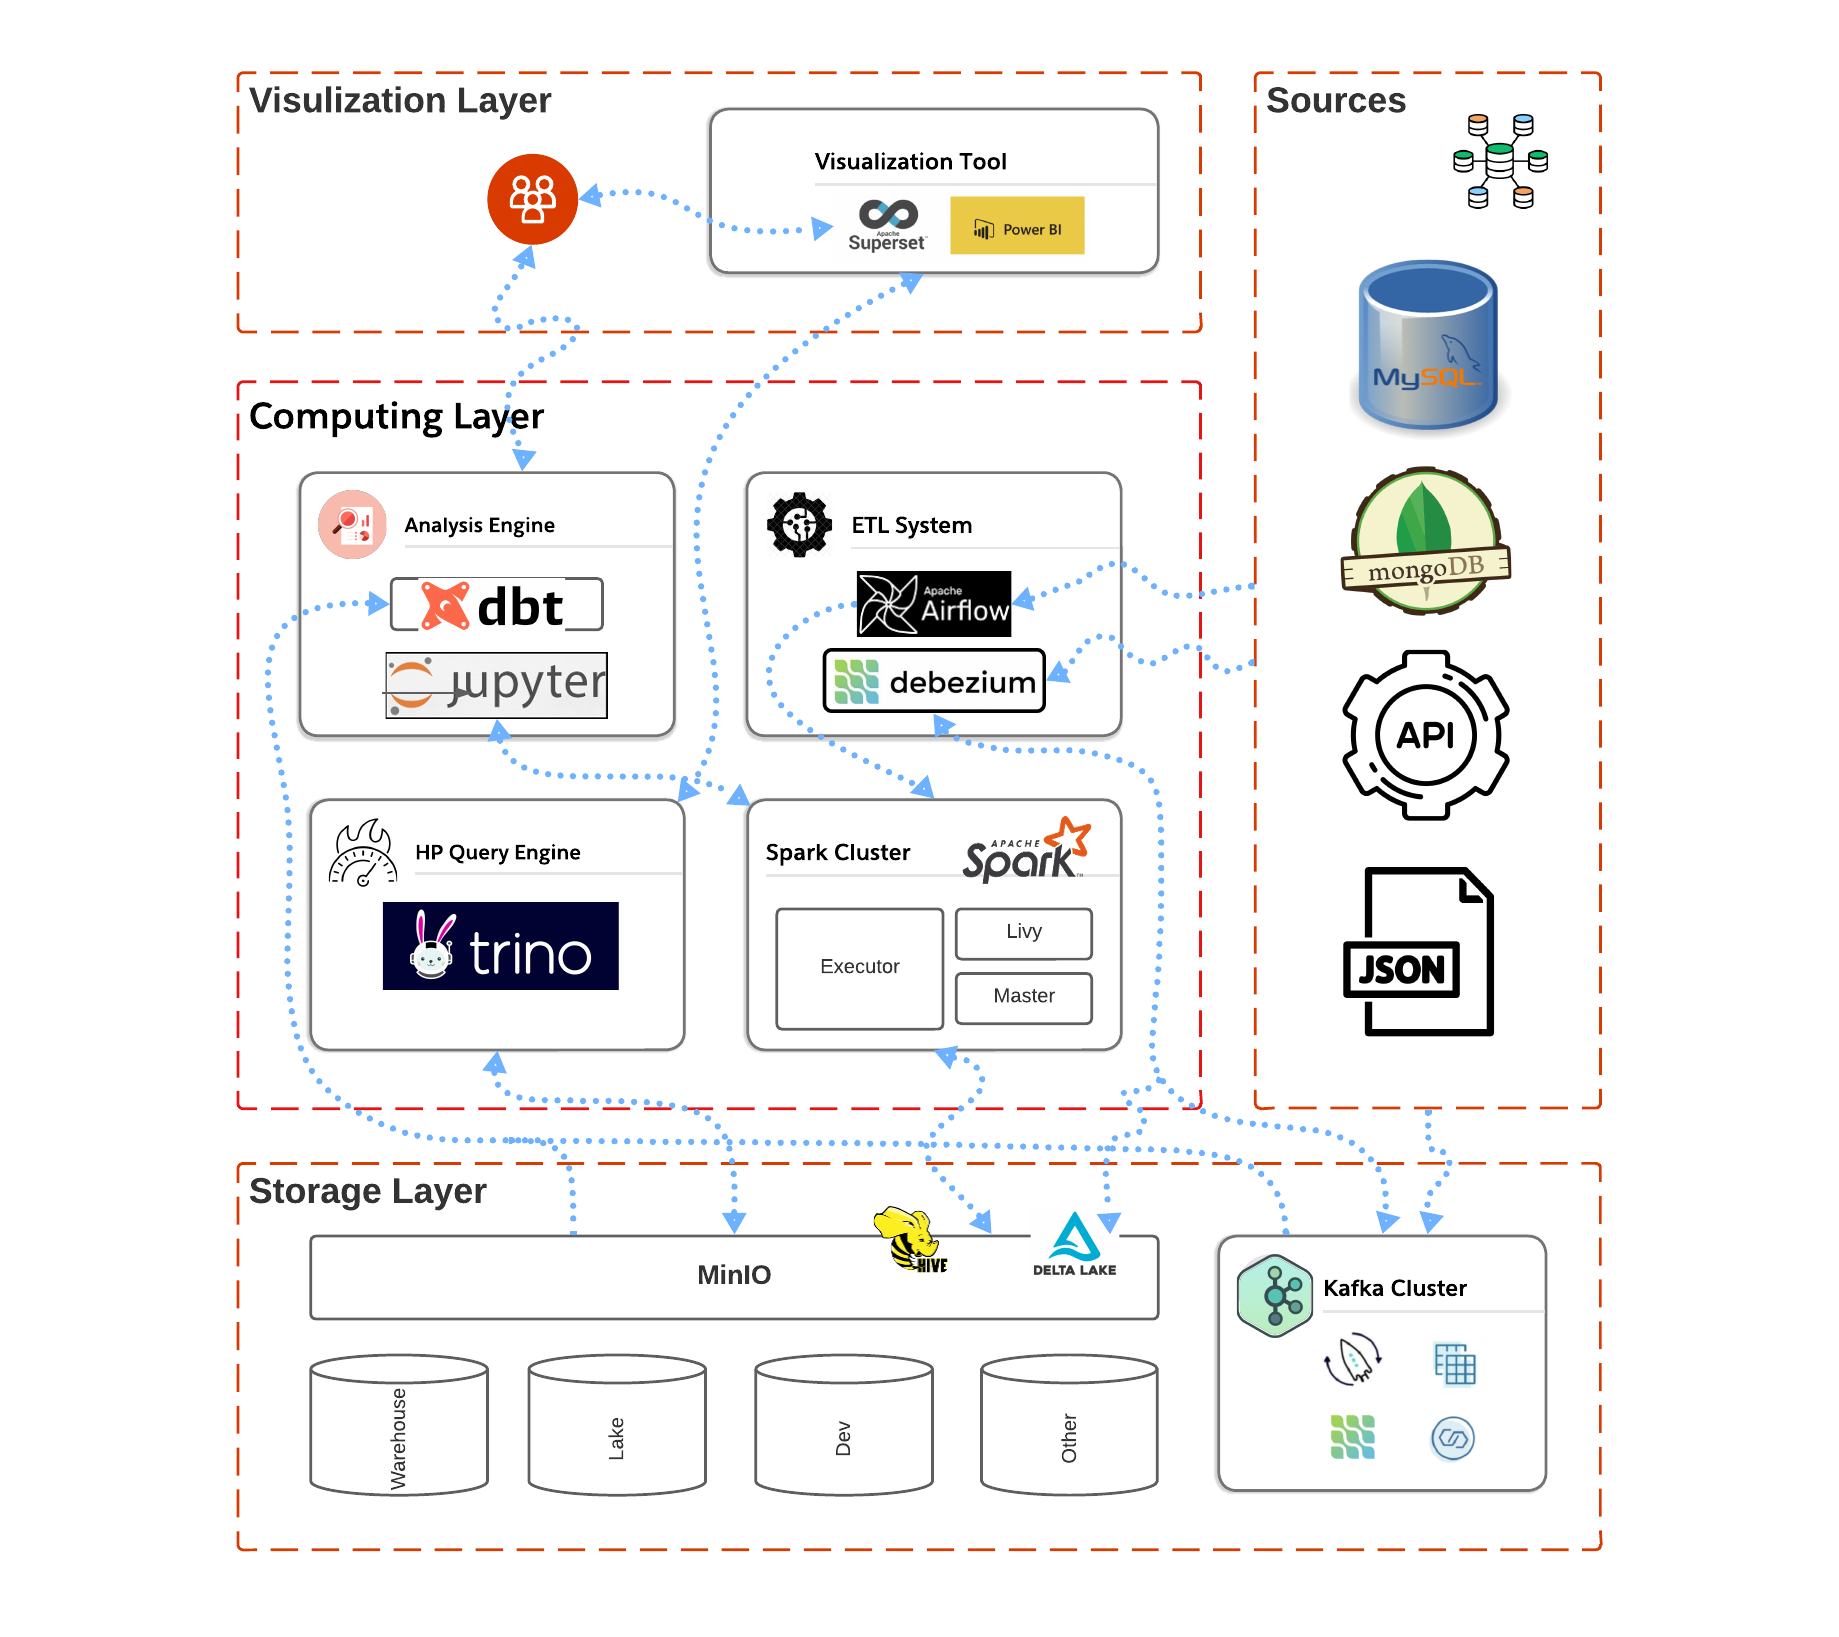 Visulization Layer
Visualization Tool
Apache
Superset™
Power BI
Sources
MySQL
mongoDB
API
JSON
Computing Layer
Analysis Engine
dbt
jupyter
ETL System
Apache
Airflow
debezium
HP Query Engine
trino
Spark Cluster
APACHE
Spark™
Executor
Livy
Master
Storage Layer
MinIO
HIVE
DELTA LAKE
Warehouse
Lake
Dev
Other
Kafka Cluster